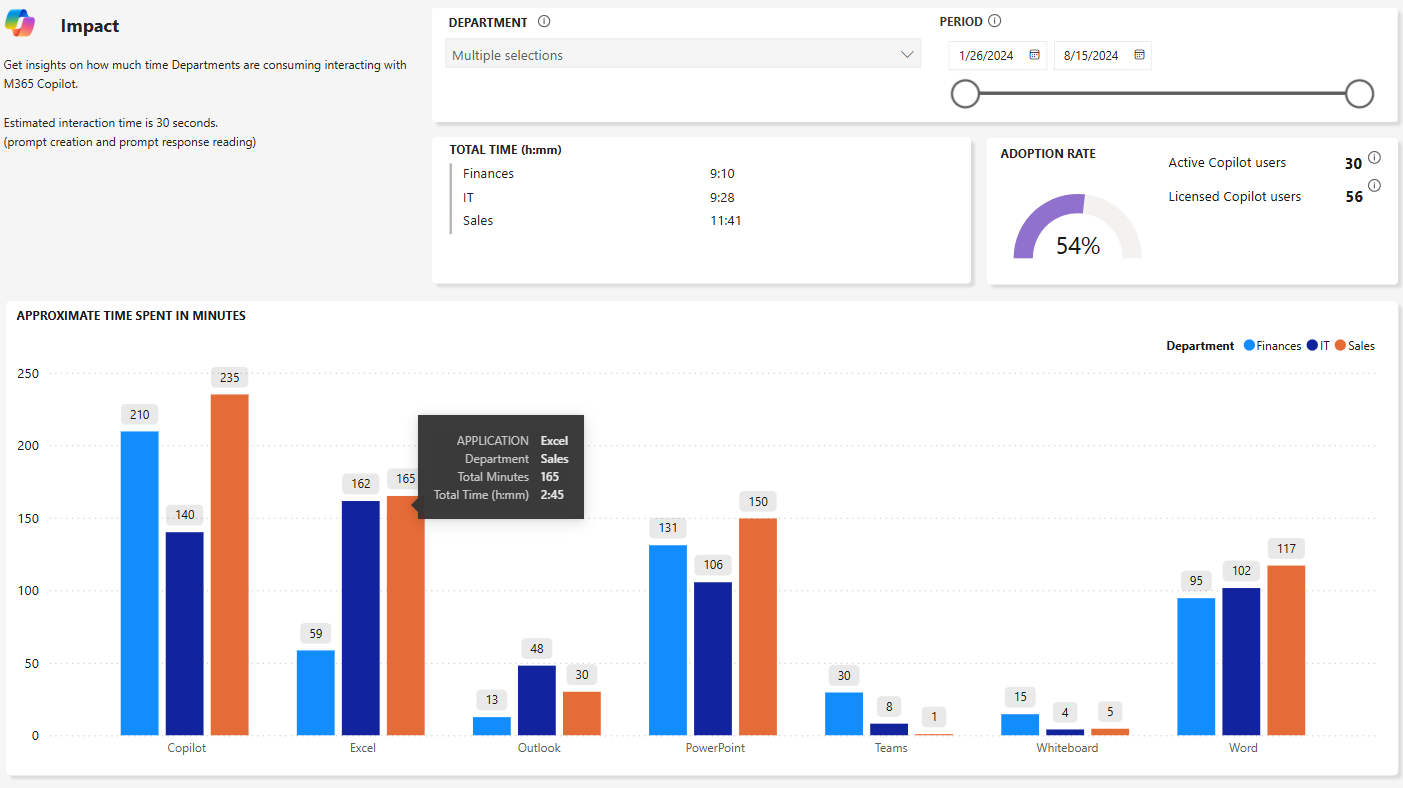 Impact
Get insights on how much time Departments are consuming interacting with
M365 Copilot.
Estimated interaction time is 30 seconds.
(prompt creation and prompt response reading)
DEPARTMENT
Multiple selections
PERIOD
1/26/2024 8/15/2024
TOTAL TIME (h:mm)
Finances 9:10
IT 9:28
Sales 11:41
ADOPTION RATE
54%
Active Copilot users 30
Licensed Copilot users 56
APPROXIMATE TIME SPENT IN MINUTES
Department Finances IT Sales
250
200
150
100
50
0
210 140 235
59 162 165
13 48 30
131 106 150
30 8 1
15 4 5
95 102 117
APPLICATION Excel
Department Sales
Total Minutes 165
Total Time (h:mm) 2:45
Copilot Excel Outlook PowerPoint Teams Whiteboard Word